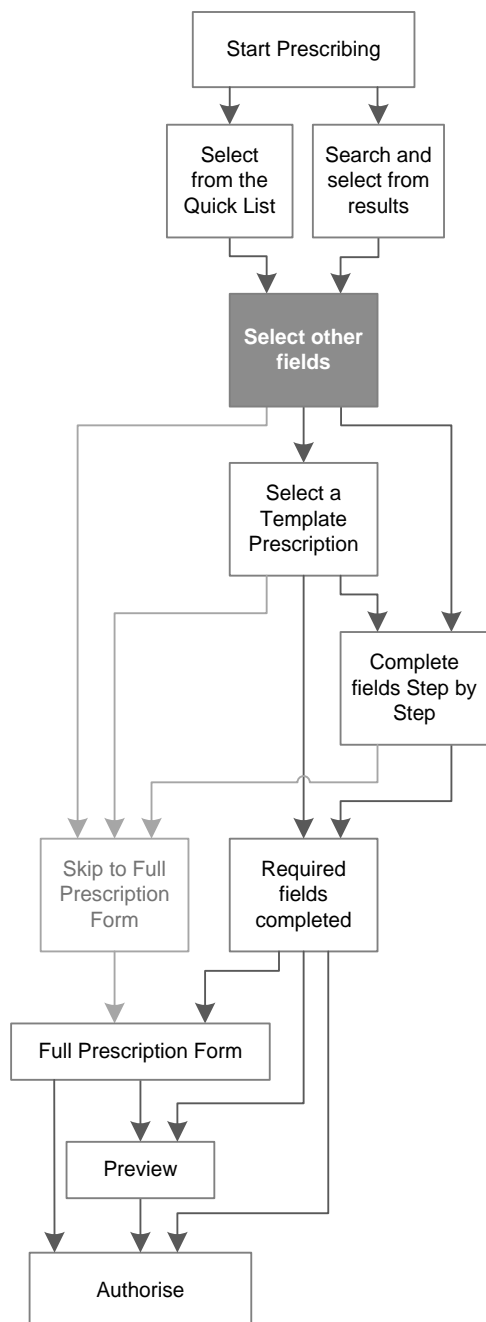 Start Prescribing
Select
from the
Quick List
Search and
select from
results
Select other
fields
Select a
Template
Prescription
Complete
fields Step by
Step
Skip to Full
Prescription
Form
Required
fields
completed
Full Prescription Form
Preview
Authorise